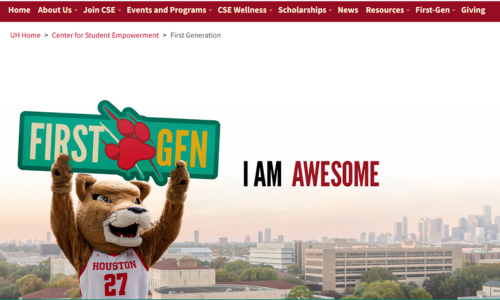 Home About Us Join CSE Events and Programs CSE Wellness Scholarships News Resources First-Gen Giving
UH Home > Center for Student Empowerment > First Generation
FIRST GEN
I AM AWESOME
HOUSTON
27